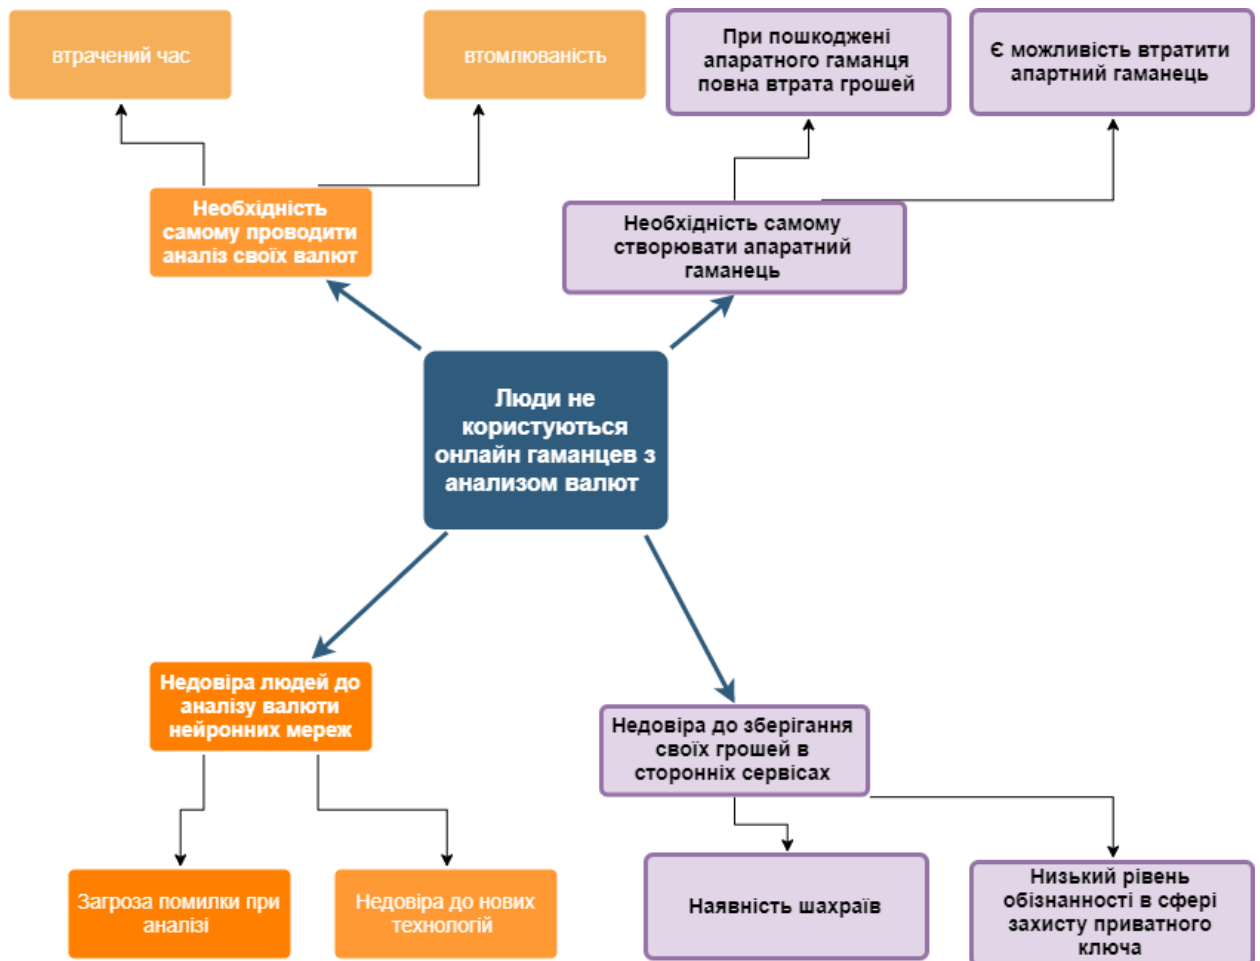 втрачений час
втомлюваність
При пошкоджені
апаратного гаманця
повна втрата грошей
Є можливість втратити
апартний гаманець
Необхідність
самому проводити
аналіз своїх валют
Необхідність самому
створювати апаратний
гаманець
Люди не
користуються
онлайн гаманцев з
анализом валют
Недовіра людей до
аналізу валюти
нейронних мереж
Недовіра до зберігання
своїх грошей в
сторонніх сервісах
Загроза помилки при
аналізі
Недовіра до нових
технологій
Наявність шахраїв
Низький рівень
обізнанності в сфері
захисту приватного
ключа